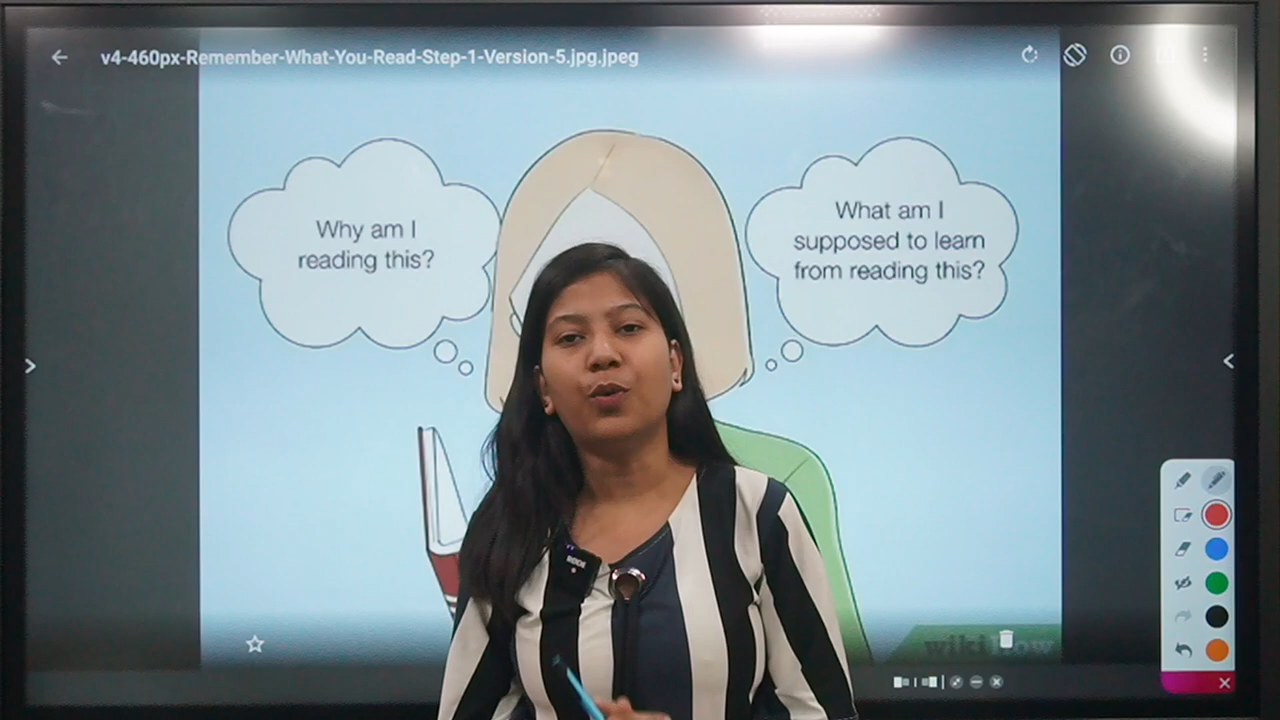 v4-460px-Remember-What-You-Read-Step-1-Version-5.jpg.jpeg
Why am I
reading this?
What am I
supposed to learn
from reading this?
wikiHow